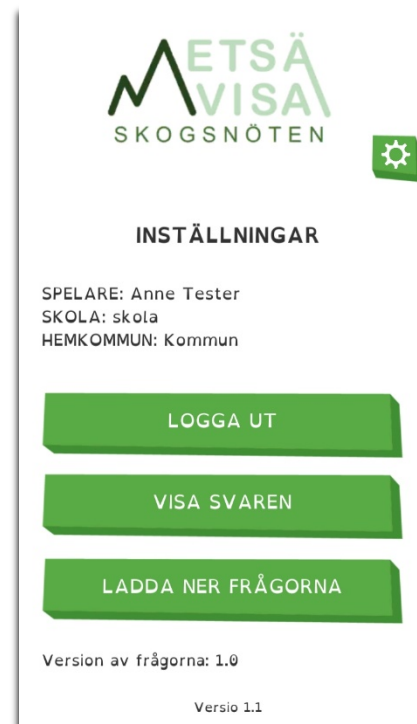 METSÄ
VISA
SKOGSNÖTEN
INSTÄLLNINGAR
SPELARE: Anne Tester
SKOLA: skola
HEMKOMMUN: Kommun
LOGGA UT
VISA SVAREN
LADDA NER FRÅGORNA
Version av frågorna: 1.0
Versio 1.1